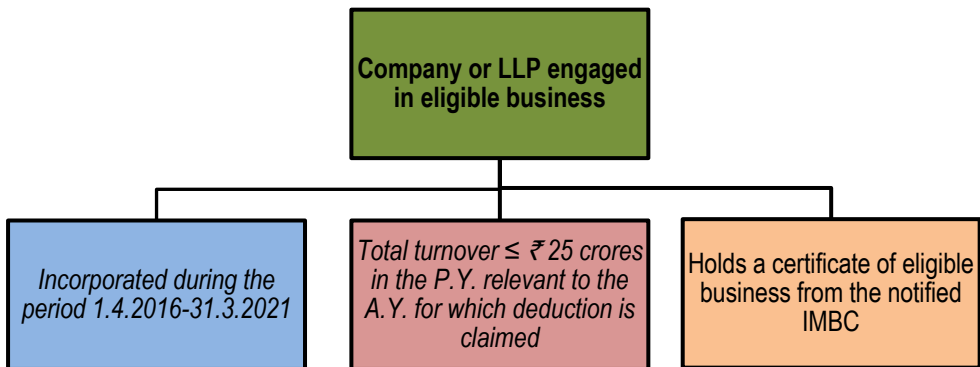 Company or LLP engaged
in eligible business
Incorporated during the
period 1.4.2016-31.3.2021
Total turnover ≤ ₹ 25 crores
in the P.Y. relevant to the
A.Y. for which deduction is
claimed
Holds a certificate of eligible
business from the notified
IMBC